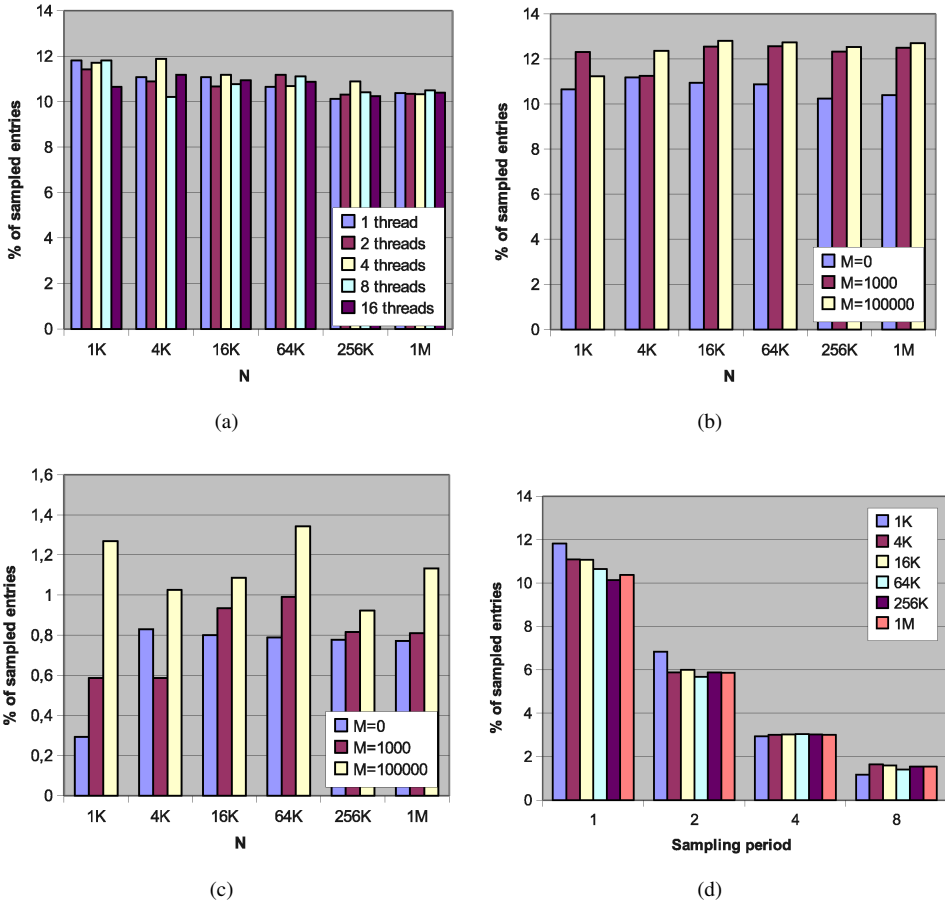 14
12
10
8
6
4
2
0
% of sampled entries
1 thread
2 threads
4 threads
8 threads
16 threads
1K 4K 16K 64K 256K 1M
N
(a)
14
12
10
8
6
4
2
0
% of sampled entries
M=0
M=1000
M=100000
1K 4K 16K 64K 256K 1M
N
(b)
1,6
1,4
1,2
1
0,8
0,6
0,4
0,2
0
% of sampled entries
M=0
M=1000
M=100000
1K 4K 16K 64K 256K 1M
N
(c)
14
12
10
8
6
4
2
0
% of sampled entries
1K
4K
16K
64K
256K
1M
1 2 4 8
Sampling period
(d)